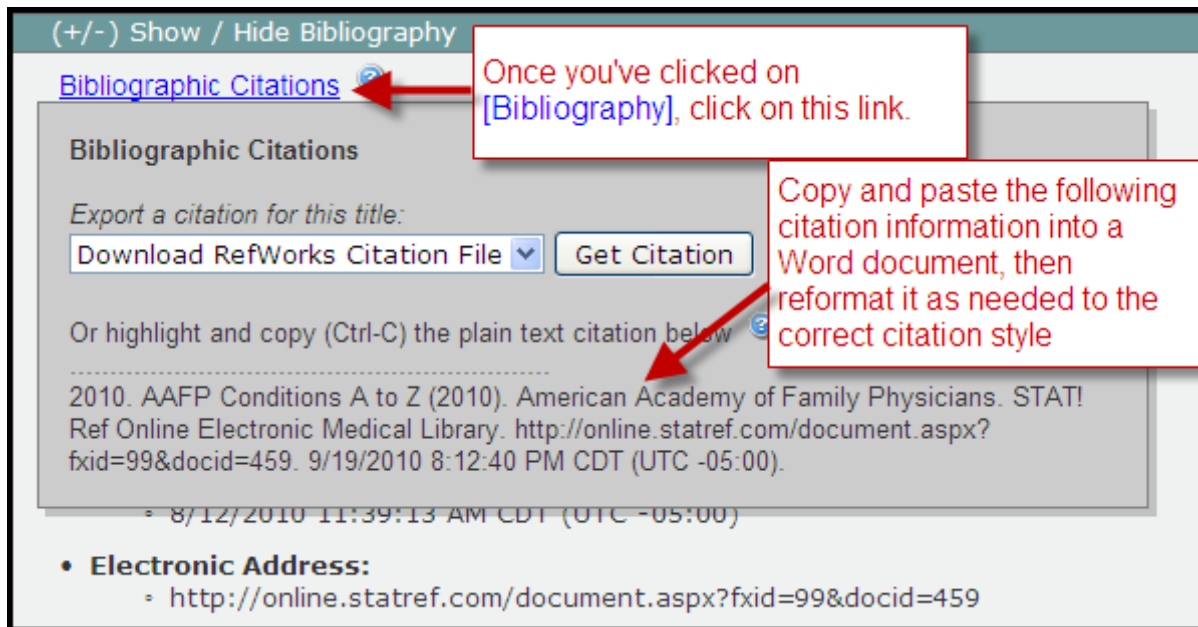 (+/-) Show / Hide Bibliography
Bibliographic Citations
Once you've clicked on
[Bibliography], click on this link.
Bibliographic Citations
Export a citation for this title:
Download RefWorks Citation File
Get Citation
Copy and paste the following
citation information into a
Word document, then
reformat it as needed to the
correct citation style
Or highlight and copy (Ctrl-C) the plain text citation below
2010. AAFP Conditions A to Z (2010). American Academy of Family Physicians. STAT!
Ref Online Electronic Medical Library. http://online.statref.com/document.aspx?
fxid=99&docid=459. 9/19/2010 8:12:40 PM CDT (UTC -05:00).
◦ 8/12/2010 11:39:13 AM CDT (UTC -05:00)
• Electronic Address:
◦ http://online.statref.com/document.aspx?fxid=99&docid=459